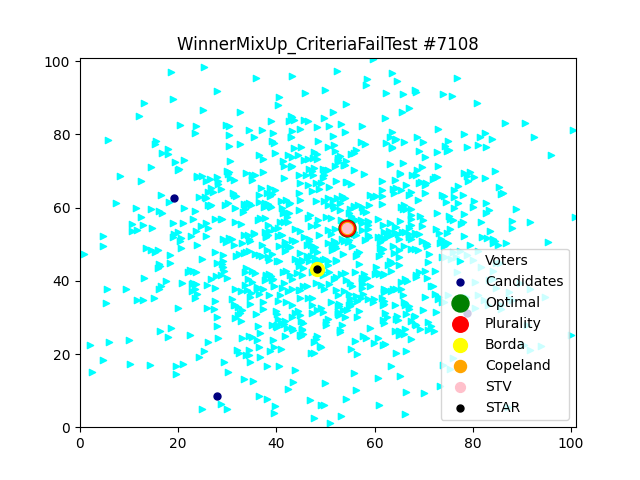 WinnerMixUp_CriteriaFailTest #7108
100
80
60
40
20
0
0
20
40
60
80
100
Voters
Candidates
Optimal
Plurality
Borda
Copeland
STV
STAR